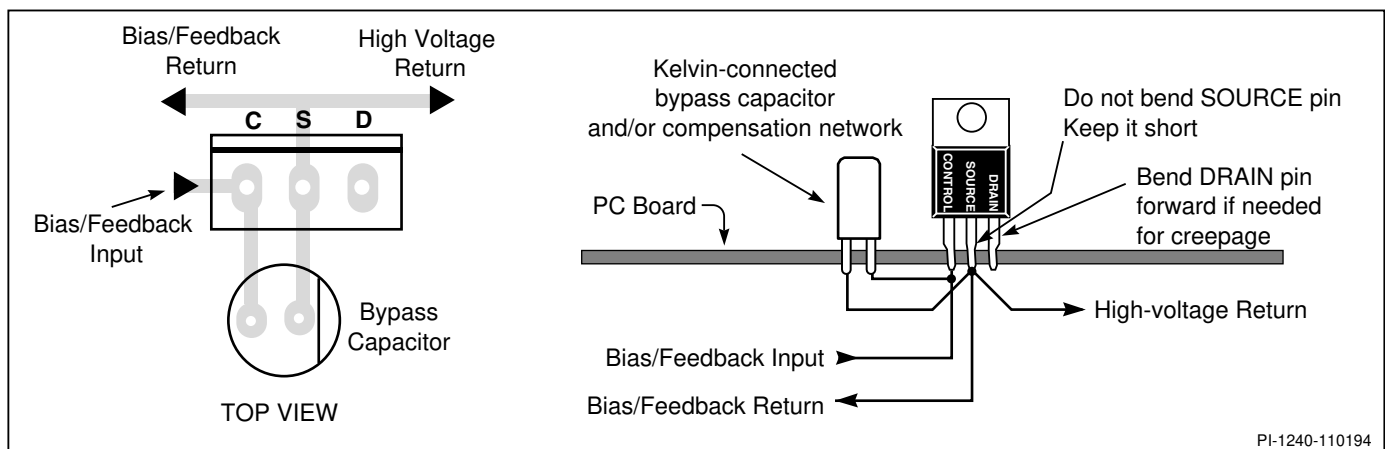 Bias/Feedback
Return
High Voltage
Return
C S D
Bias/Feedback
Input
Bypass
Capacitor
TOP VIEW
Kelvin-connected
bypass capacitor
and/or compensation network
PC Board
CONTROL
SOURCE
DRAIN
Do not bend SOURCE pin
Keep it short
Bend DRAIN pin
forward if needed
for creepage
High-voltage Return
Bias/Feedback Input
Bias/Feedback Return
PI-1240-110194